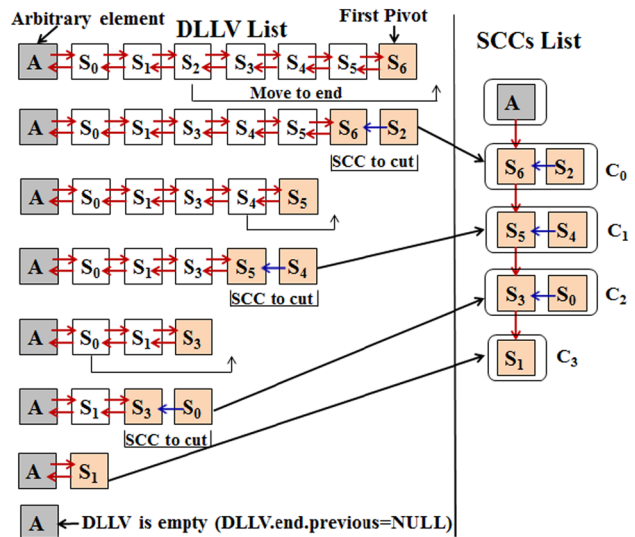 Arbitrary element
DLLV List
First Pivot
SCCs List
A S₀ S₁ S₂ S₃ S₄ S₅ S₆
Move to end
A
A S₀ S₁ S₃ S₄ S₅ S₆ S₂
SCC to cut
S₆ S₂ C₀
A S₀ S₁ S₃ S₄ S₅
S₅ S₄ C₁
A S₀ S₁ S₃ S₅ S₄
SCC to cut
S₃ S₀ C₂
A S₀ S₁ S₃
S₁ C₃
A S₁ S₃ S₀
SCC to cut
A S₁
A DLLV is empty (DLLV.end.previous=NULL)